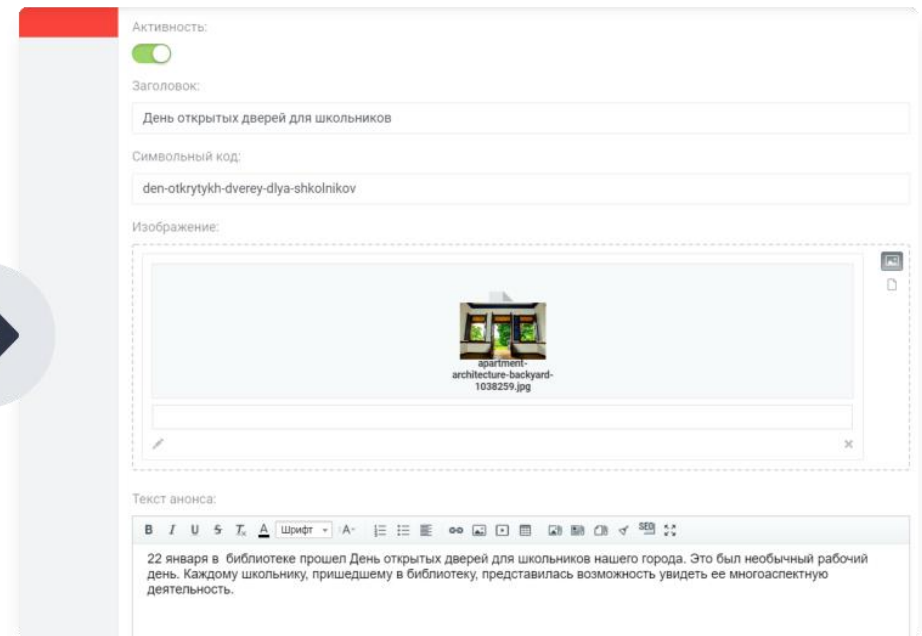 Активность:
Заголовок:
День открытых дверей для школьников
Символьный код:
den-otkrytykh-dverey-dlya-shkolnikov
Изображение:
apartment-
architecture-backyard-
1038259.jpg
Текст анонса:
B I U S Tx A Шрифт A SEO
22 января в библиотеке прошел День открытых дверей для школьников нашего города. Это был необычный рабочий
день. Каждому школьнику, пришедшему в библиотеку, представилась возможность увидеть ее многоаспектную
деятельность.